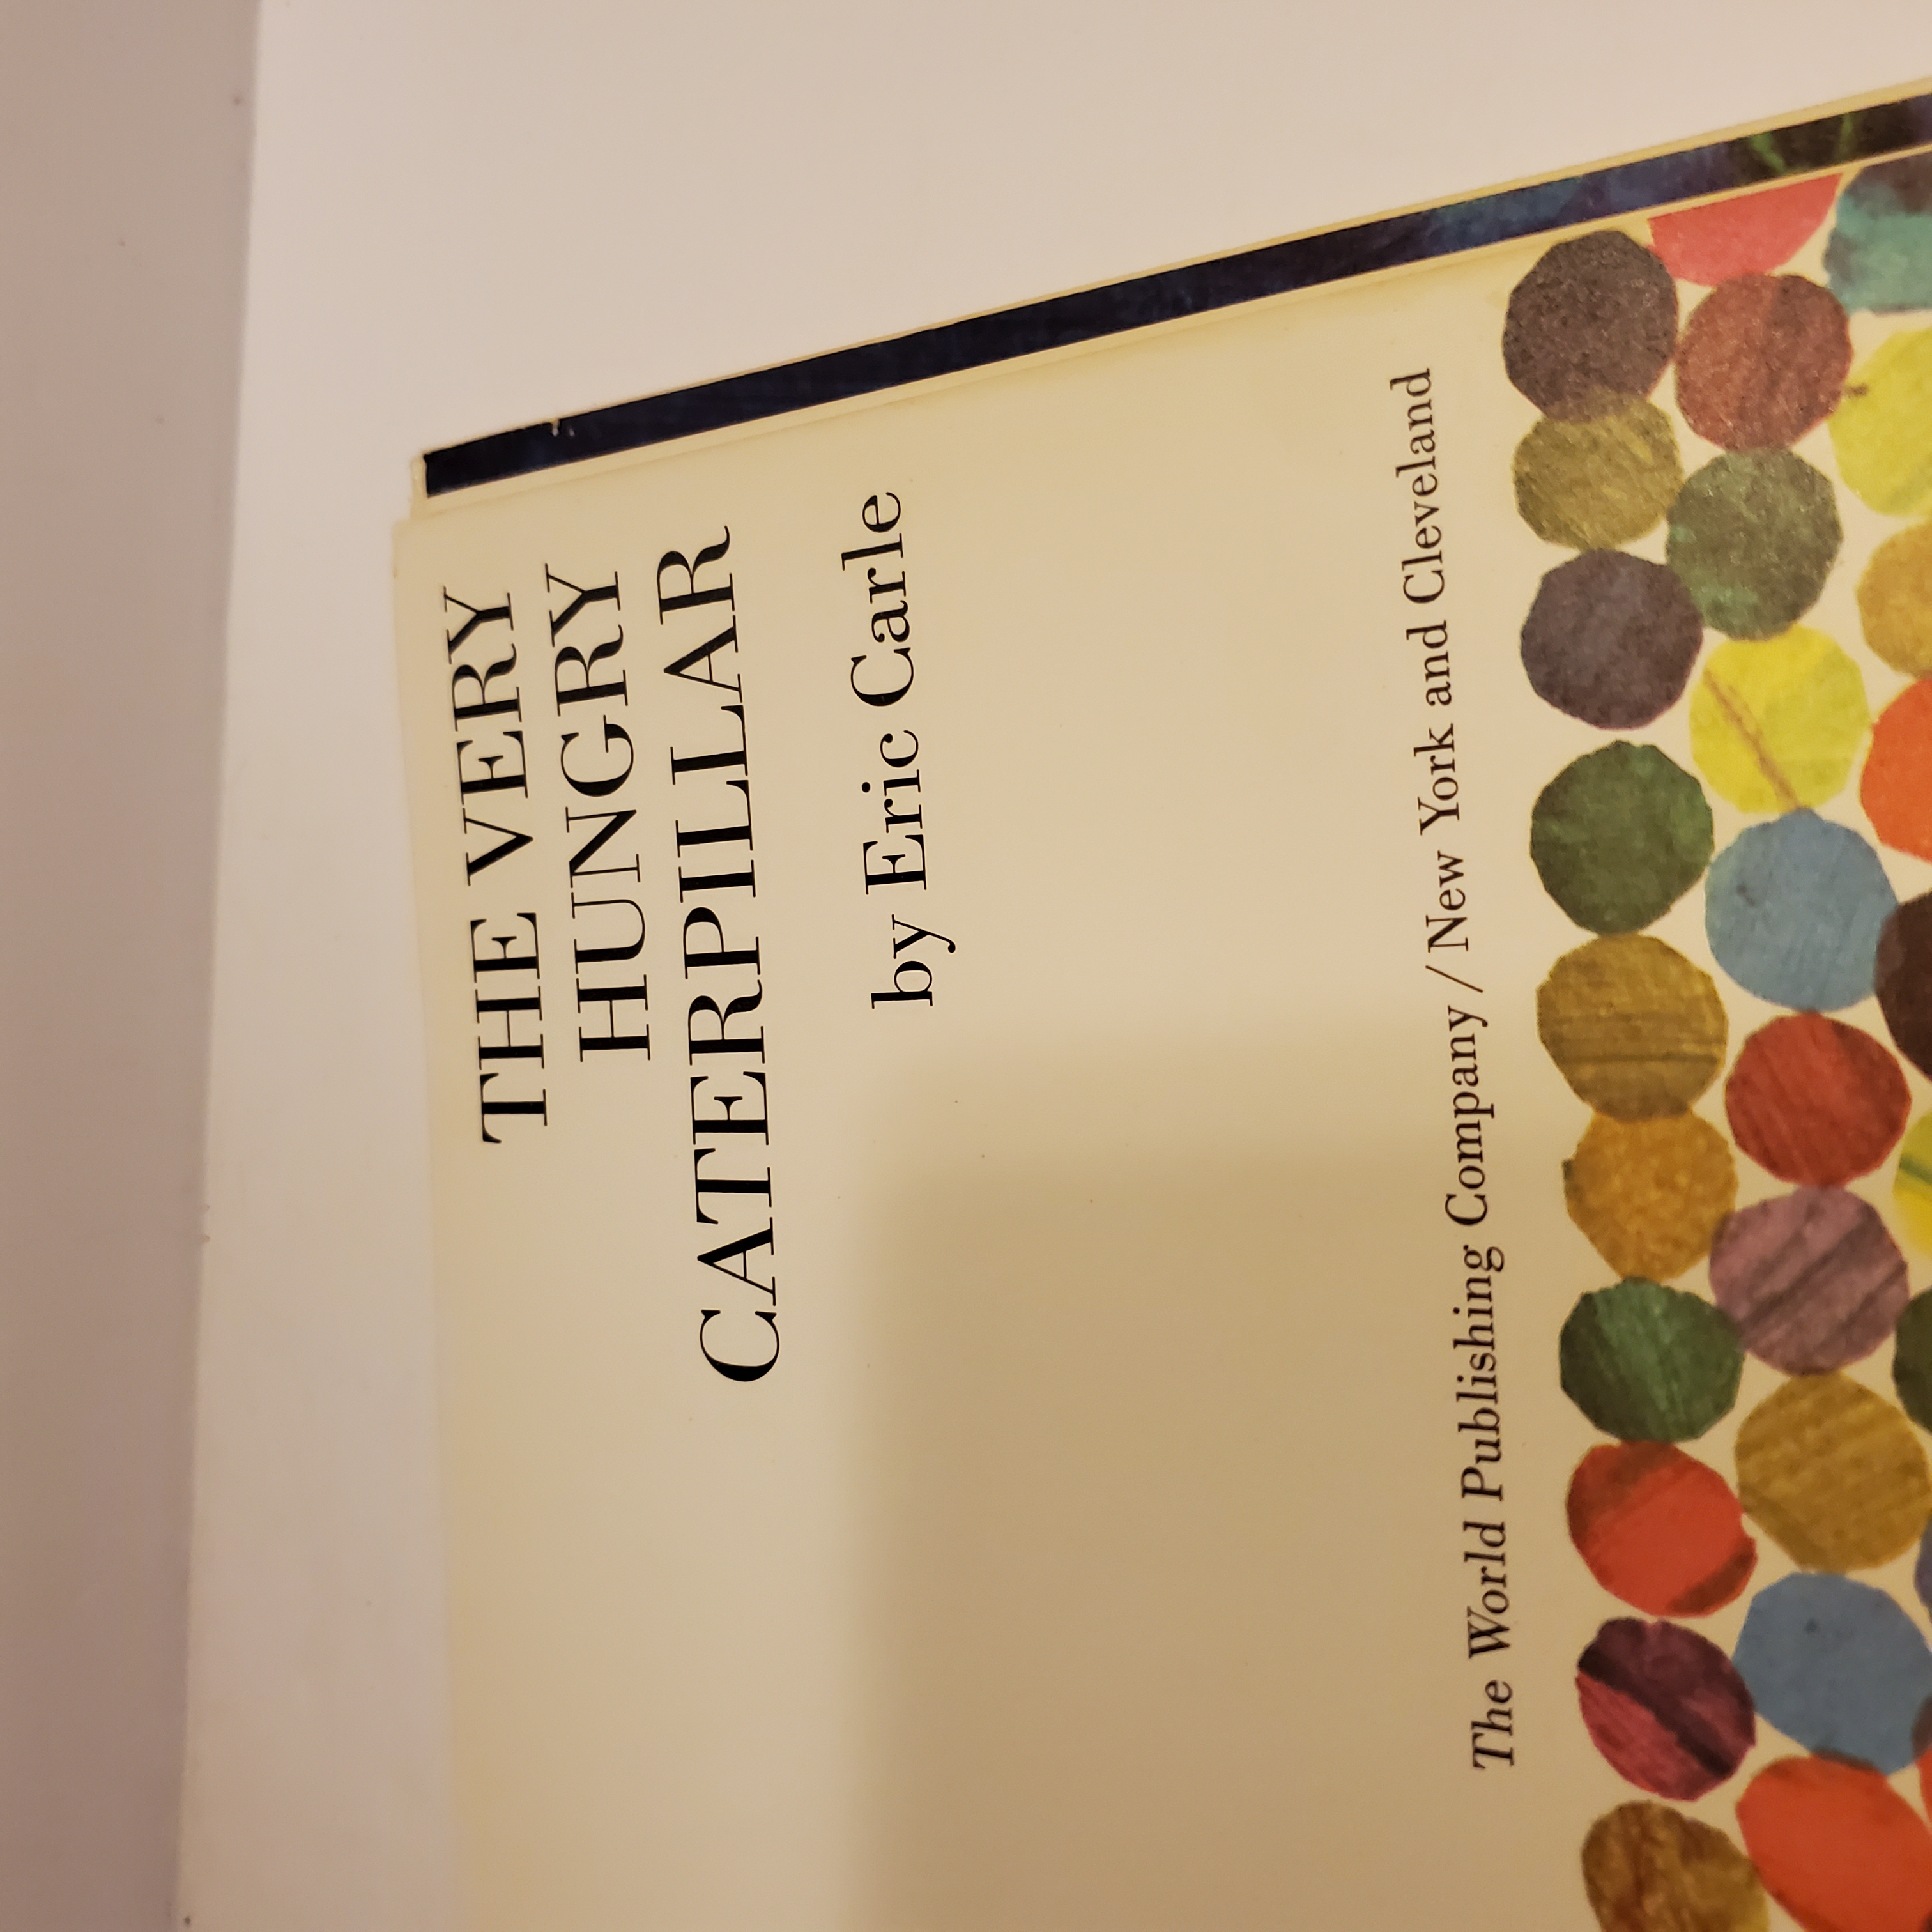 THE VERY
HUNGRY
CATERPILLAR
by Eric Carle
The World Publishing Company / New York and Cleveland